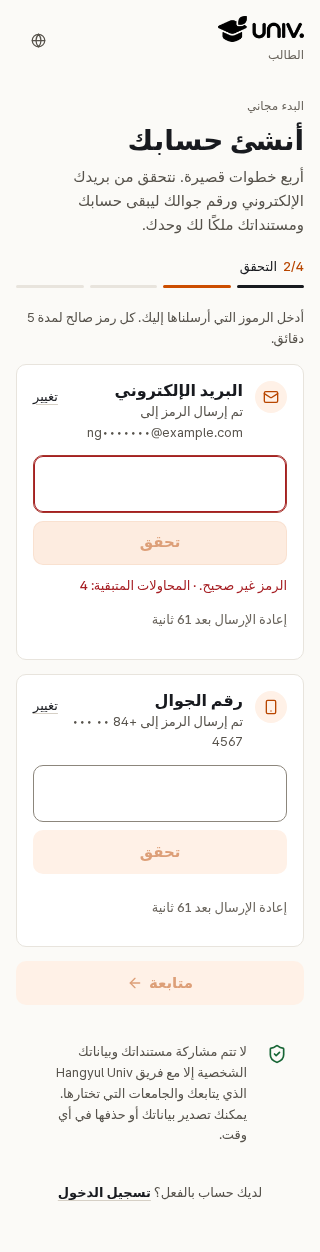 UNIV.
الطالب
البدء مجاني
أنشئ حسابك
أربع خطوات قصيرة. نتحقق من بريدك
الإلكتروني ورقم جوالك ليبقى حسابك
ومستنداتك ملكًا لك وحدك.
2/4 التحقق
أدخل الرموز التي أرسلناها إليك. كل رمز صالح لمدة 5
دقائق.
البريد الإلكتروني
تغيير
تم إرسال الرمز إلى
ng•••••••@example.com
تحقق
الرمز غير صحيح. · المحاولات المتبقية: 4
إعادة الإرسال بعد 61 ثانية
رقم الجوال
تغيير
تم إرسال الرمز إلى +84 •• •••
4567
تحقق
إعادة الإرسال بعد 61 ثانية
متابعة ←
لا تتم مشاركة مستنداتك وبياناتك
الشخصية إلا مع فريق Hangyul Univ
الذي يتابعك والجامعات التي تختارها.
يمكنك تصدير بياناتك أو حذفها في أي
وقت.
لديك حساب بالفعل؟ تسجيل الدخول